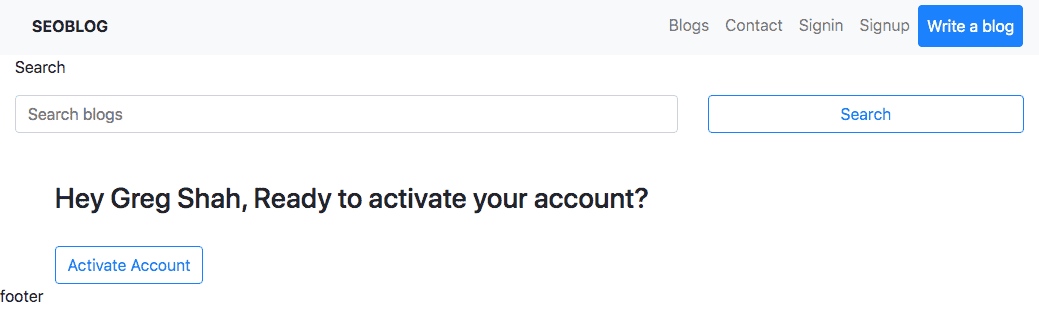 SEOBLOG Blogs Contact Signin Signup Write a blog
Search
Search blogs Search
Hey Greg Shah, Ready to activate your account?
Activate Account
footer